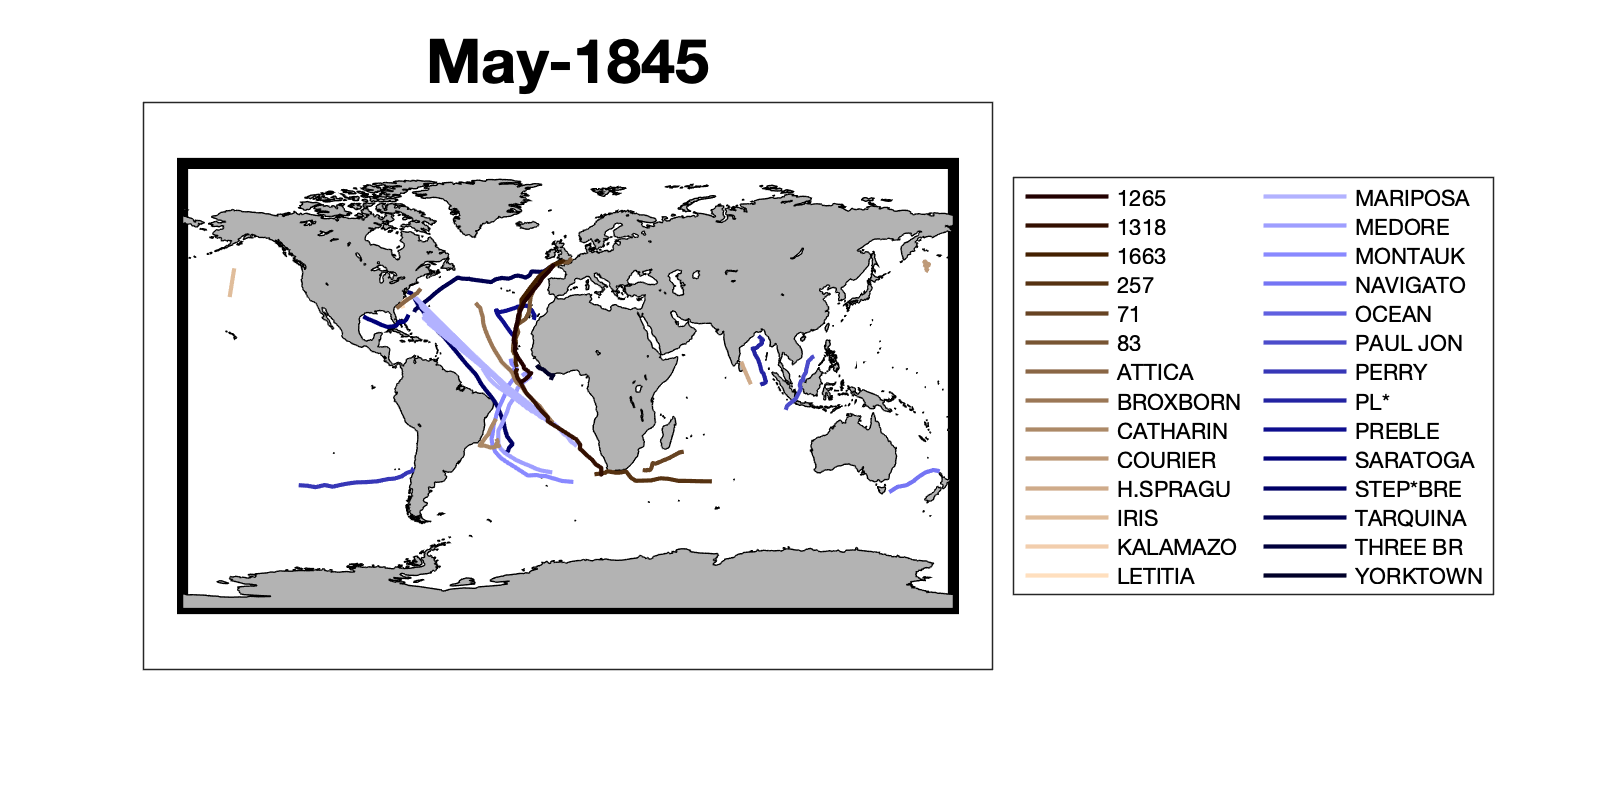 May-1845
1265
1318
1663
257
71
83
ATTICA
BROXBORN
CATHARIN
COURIER
H.SPRAGU
IRIS
KALAMAZO
LETITIA
MARIPOSA
MEDORE
MONTAUK
NAVIGATO
OCEAN
PAUL JON
PERRY
PL*
PREBLE
SARATOGA
STEP*BRE
TARQUINA
THREE BR
YORKTOWN